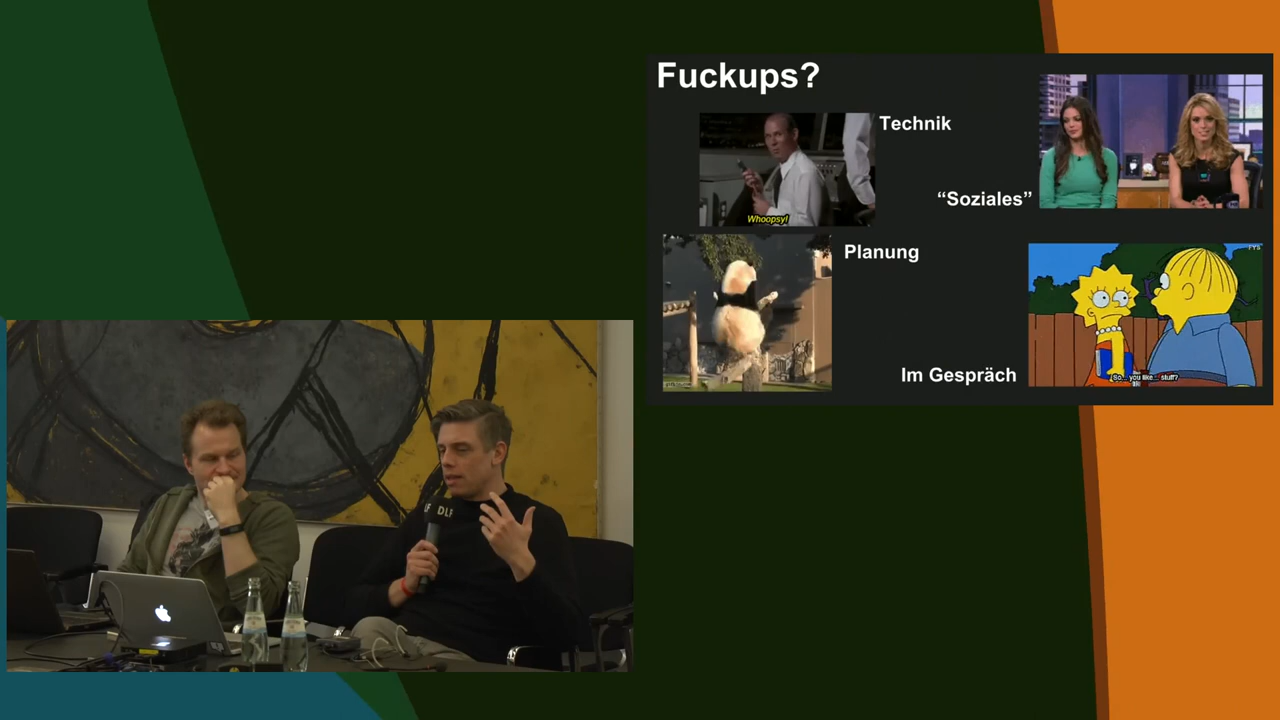 Fuckups?
Technik
Whoopsy!
“Soziales”
Planung
So... you like... stuff?
Im Gespräch
DLF